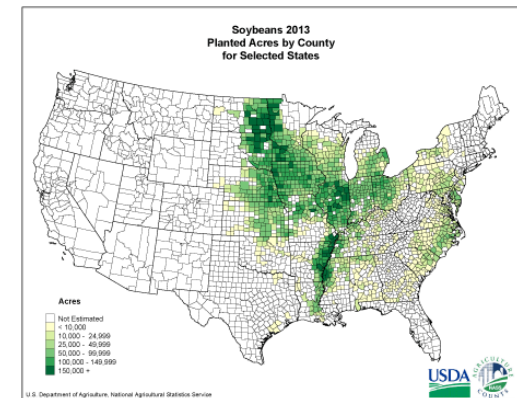 Soybeans 2013
Planted Acres by County
for Selected States
Acres
Not Estimated
< 10,000
10,000 - 24,999
25,000 - 49,999
50,000 - 99,999
100,000 - 149,999
150,000 +
USDA
AGRICULTURE
COUNTS
U.S. Department of Agriculture, National Agricultural Statistics Service